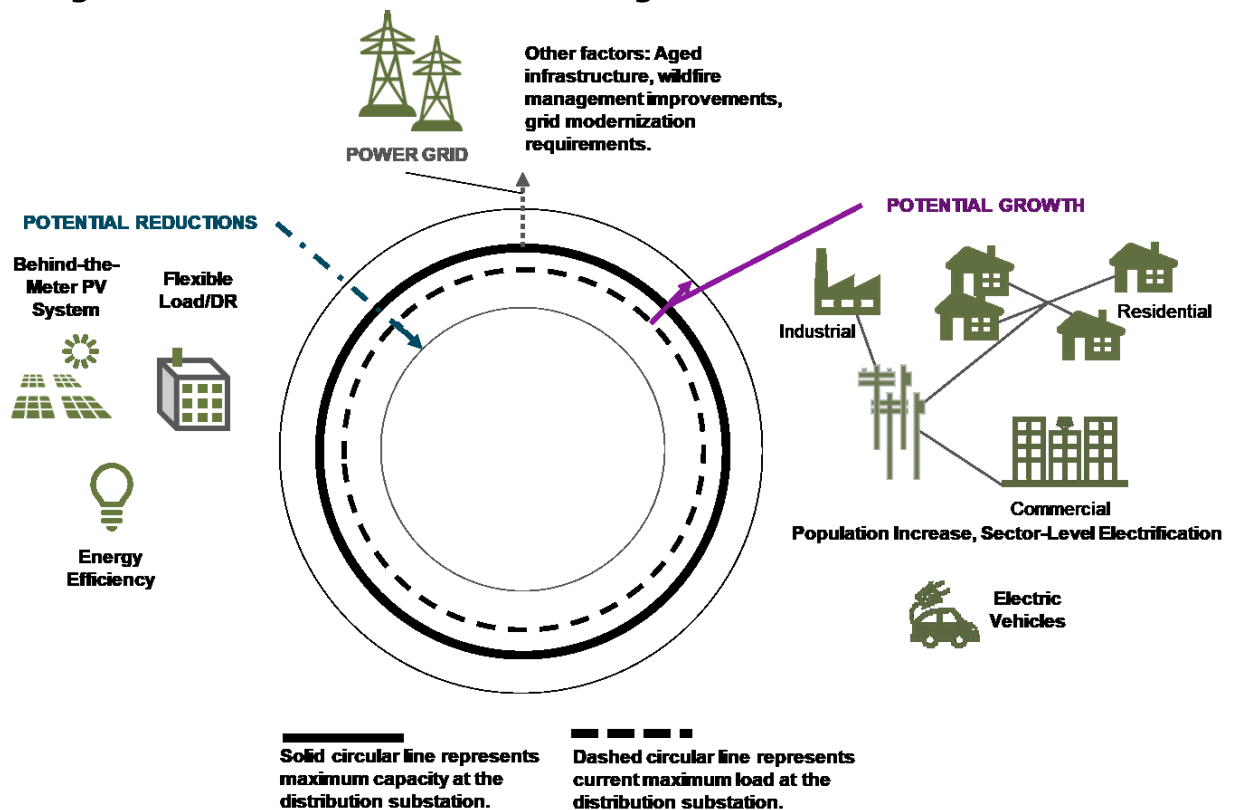 Other factors: Aged
infrastructure, wildfire
management improvements,
grid modernization
requirements.
POWER GRID
POTENTIAL REDUCTIONS
POTENTIAL GROWTH
Behind-the-
Meter PV
System
Flexible
Load/DR
Energy
Efficiency
Industrial
Residential
Commercial
Population Increase, Sector-Level Electrification
Electric
Vehicles
Solid circular line represents
maximum capacity at the
distribution substation.
Dashed circular line represents
current maximum load at the
distribution substation.